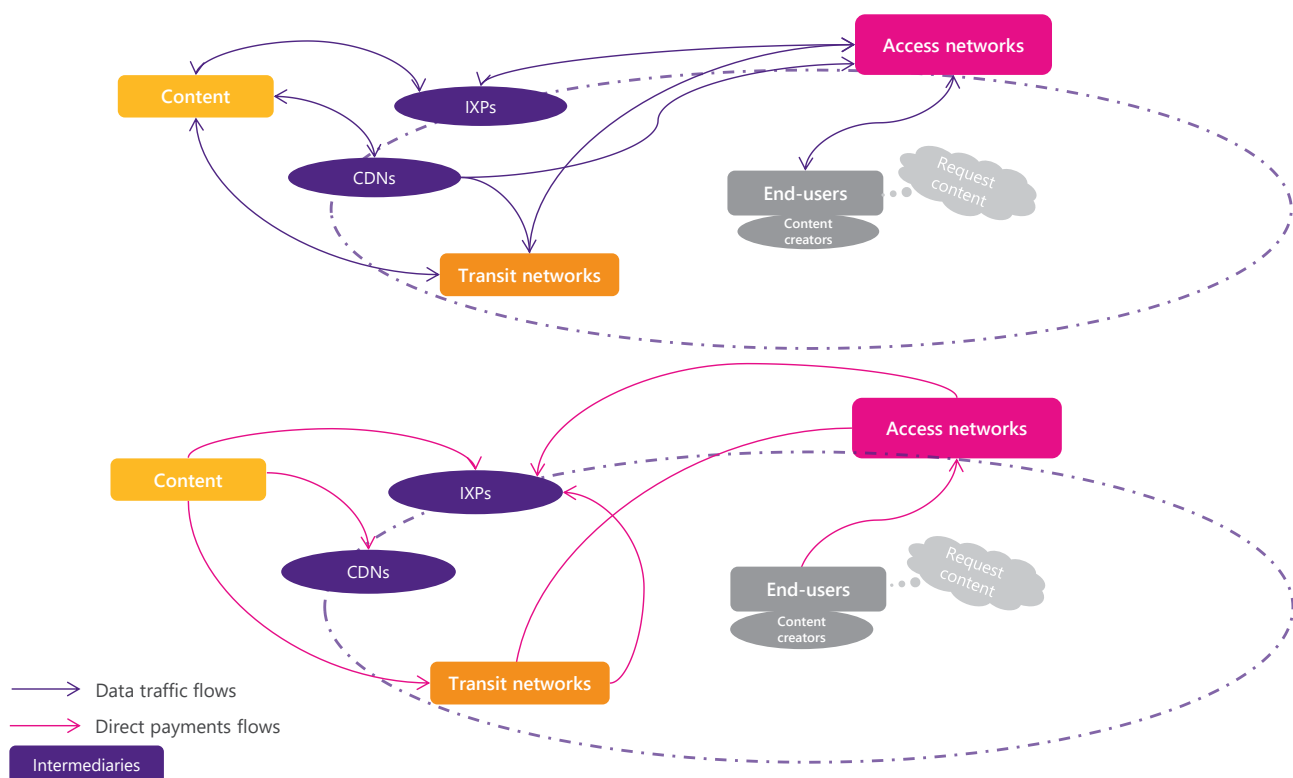 Access networks
Content
IXPs
CDNs
Request
content
End-users
Content
creators
Transit networks
Access networks
Content
IXPs
CDNs
Request
content
End-users
Content
creators
Transit networks
Data traffic flows
Direct payments flows
Intermediaries